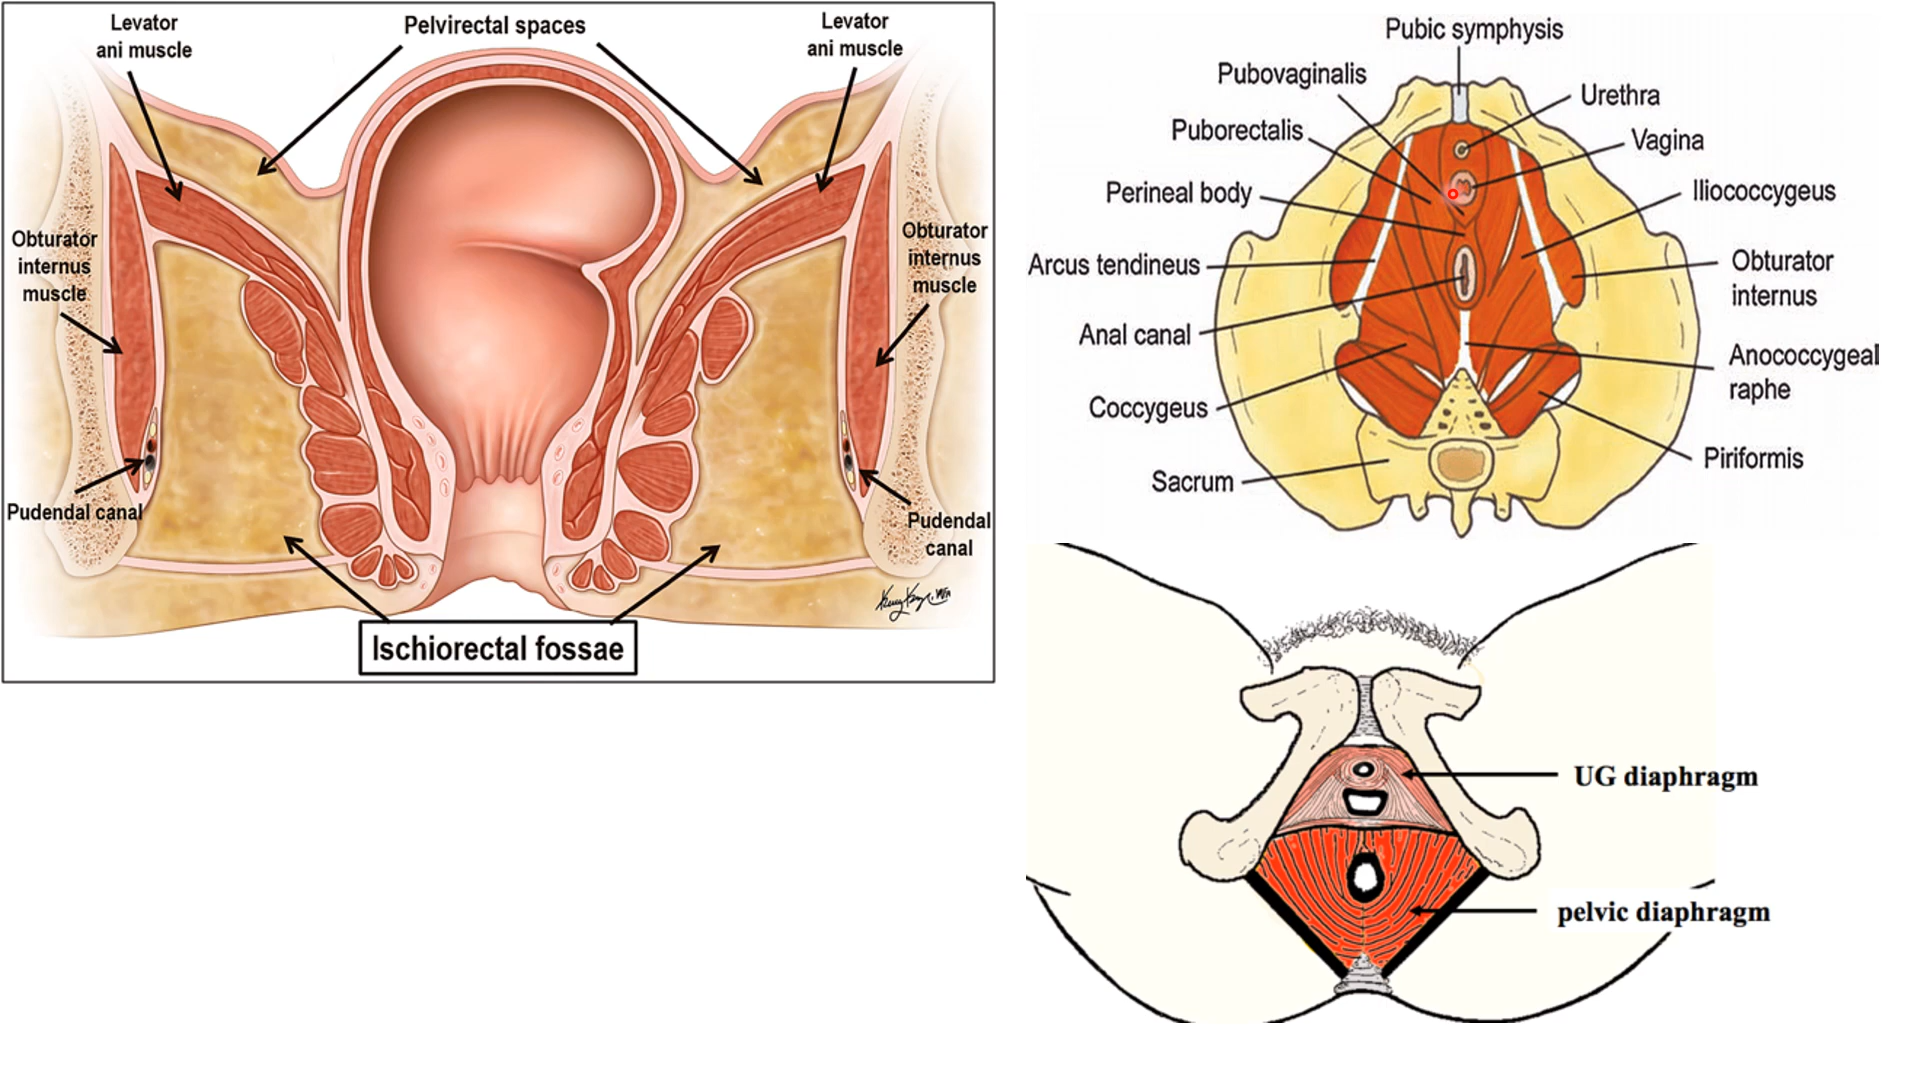 Levator
ani muscle
Pelvirectal spaces
Levator
ani muscle
Obturator
internus
muscle
Obturator
internus
muscle
Pudendal canal
Pudendal
canal
Ischiorectal fossae
Pubic symphysis
Pubovaginalis
Urethra
Puborectalis
Vagina
Perineal body
Iliococcygeus
Arcus tendineus
Obturator
internus
Anal canal
Anococcygeal
raphe
Coccygeus
Piriformis
Sacrum
UG diaphragm
pelvic diaphragm